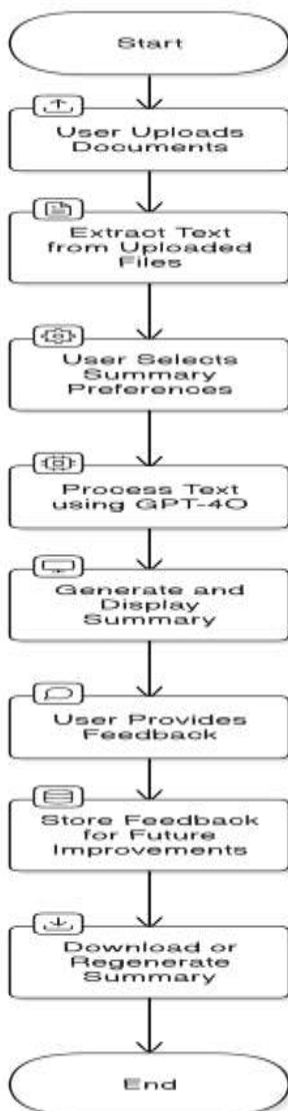 Start
User Uploads
Documents
Extract Text
from Uploaded
Files
User Selects
Summary
Preferences
Process Text
using GPT-4O
Generate and
Display
Summary
User Provides
Feedback
Store Feedback
for Future
Improvements
Download or
Regenerate
Summary
End